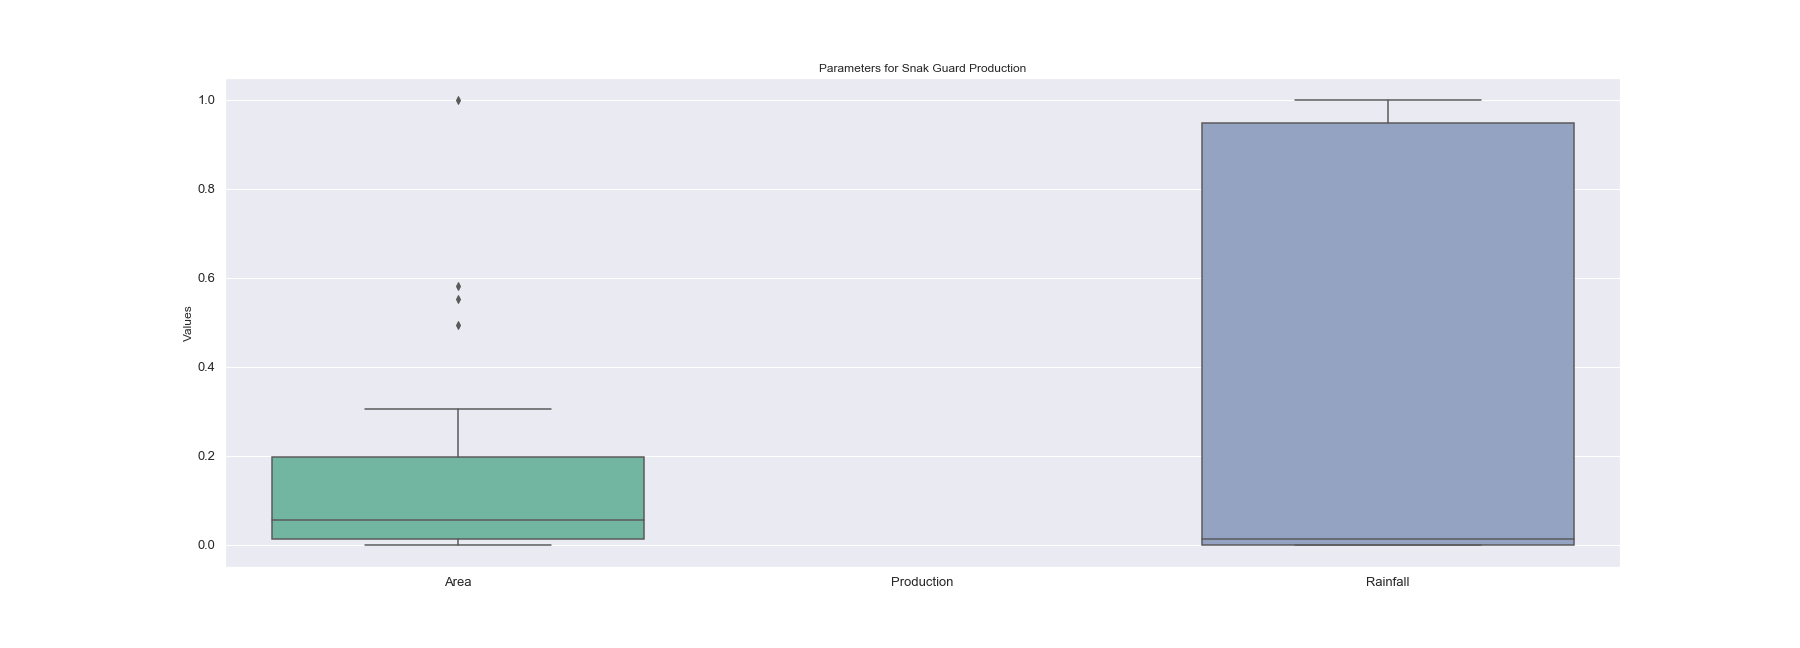 Parameters for Snak Guard Production
1.0
0.8
0.6
0.4
0.2
0.0
Values
Area
Production
Rainfall